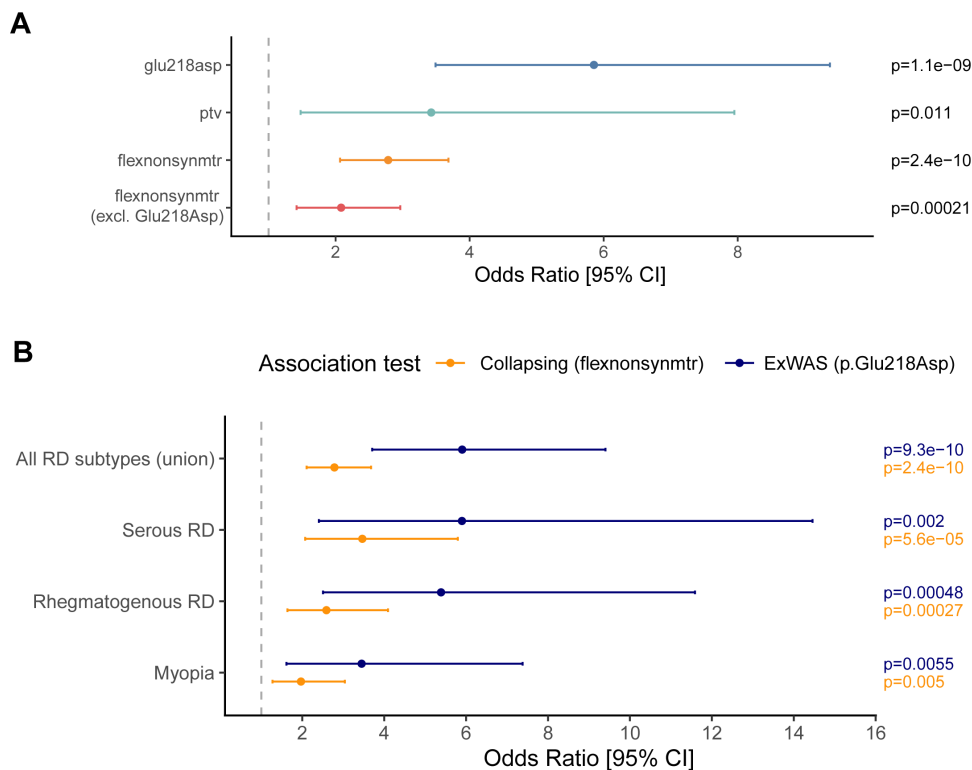 A
glu218asp
p=1.1e−09
ptv
p=0.011
flexnonsynmtr
p=2.4e−10
flexnonsynmtr
(excl. Glu218Asp)
p=0.00021
2 4 6 8
Odds Ratio [95% CI]
B
Association test Collapsing (flexnonsynmtr) ExWAS (p.Glu218Asp)
All RD subtypes (union)
p=9.3e−10
p=2.4e−10
Serous RD
p=0.002
p=5.6e−05
Rhegmatogenous RD
p=0.00048
p=0.00027
Myopia
p=0.0055
p=0.005
2 4 6 8 10 12 14 16
Odds Ratio [95% CI]